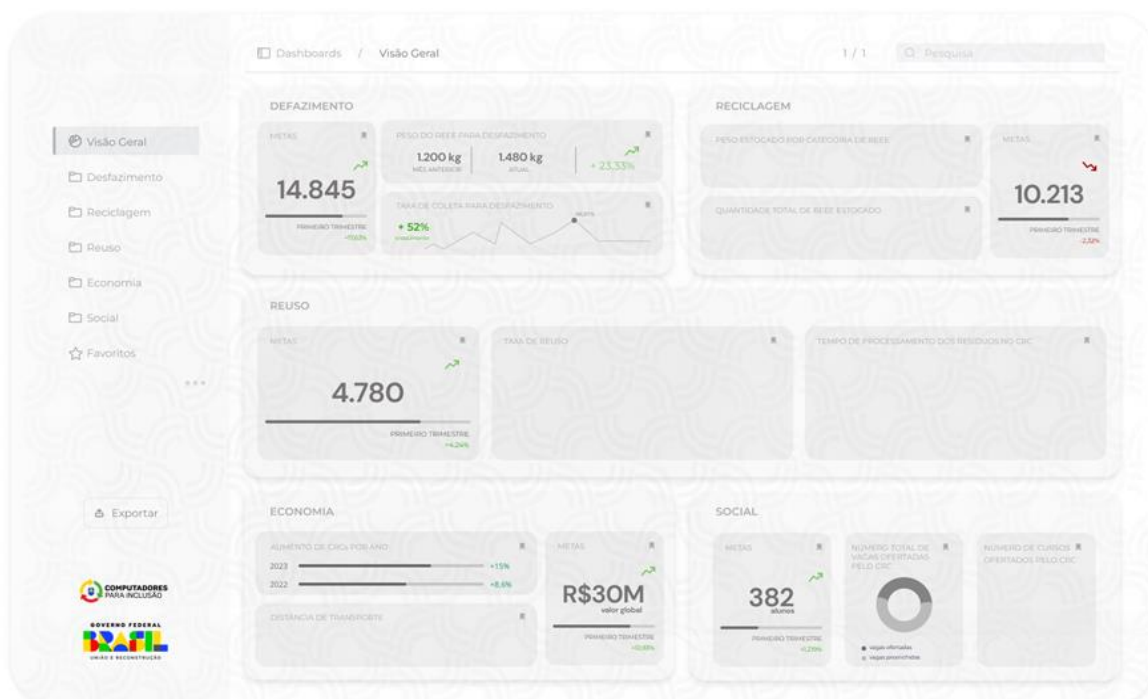 Dashboards / Visão Geral
1 / 1
Pesquisa
Visão Geral
Desfazimento
Reciclagem
Reuso
Economia
Social
Favoritos
Exportar
COMPUTADORES
PARA INCLUSÃO
GOVERNO FEDERAL
BRASIL
UNIÃO E RECONSTRUÇÃO
DEFAZIMENTO
METAS
14.845
PRIMEIRO TRIMESTRE
PESO DO REEE PARA DESFAZIMENTO
1.200 kg
MÊS ANTERIOR
1.480 kg
ATUAL
+ 23,33%
TAXA DE COLETA PARA DESFAZIMENTO
+ 52%
RECICLAGEM
PESO ESTOCADO POR CATEGORIA DE REEE
QUANTIDADE TOTAL DE REEE ESTOCADO
METAS
10.213
PRIMEIRO TRIMESTRE
-2,32%
REUSO
METAS
4.780
PRIMEIRO TRIMESTRE
+4,24%
TAXA DE REUSO
TEMPO DE PROCESSAMENTO DOS RESÍDUOS NO CRC
ECONOMIA
AUMENTO DE CRCs POR ANO
2023
+15%
2022
+8,6%
DISTÂNCIA DE TRANSPORTE
METAS
R$30M
valor global
PRIMEIRO TRIMESTRE
SOCIAL
METAS
382
alunos
PRIMEIRO TRIMESTRE
NÚMERO TOTAL DE
VAGAS OFERTADAS
PELO CRC
vagas ofertadas
vagas preenchidas
NÚMERO DE CURSOS
OFERTADOS PELO CRC